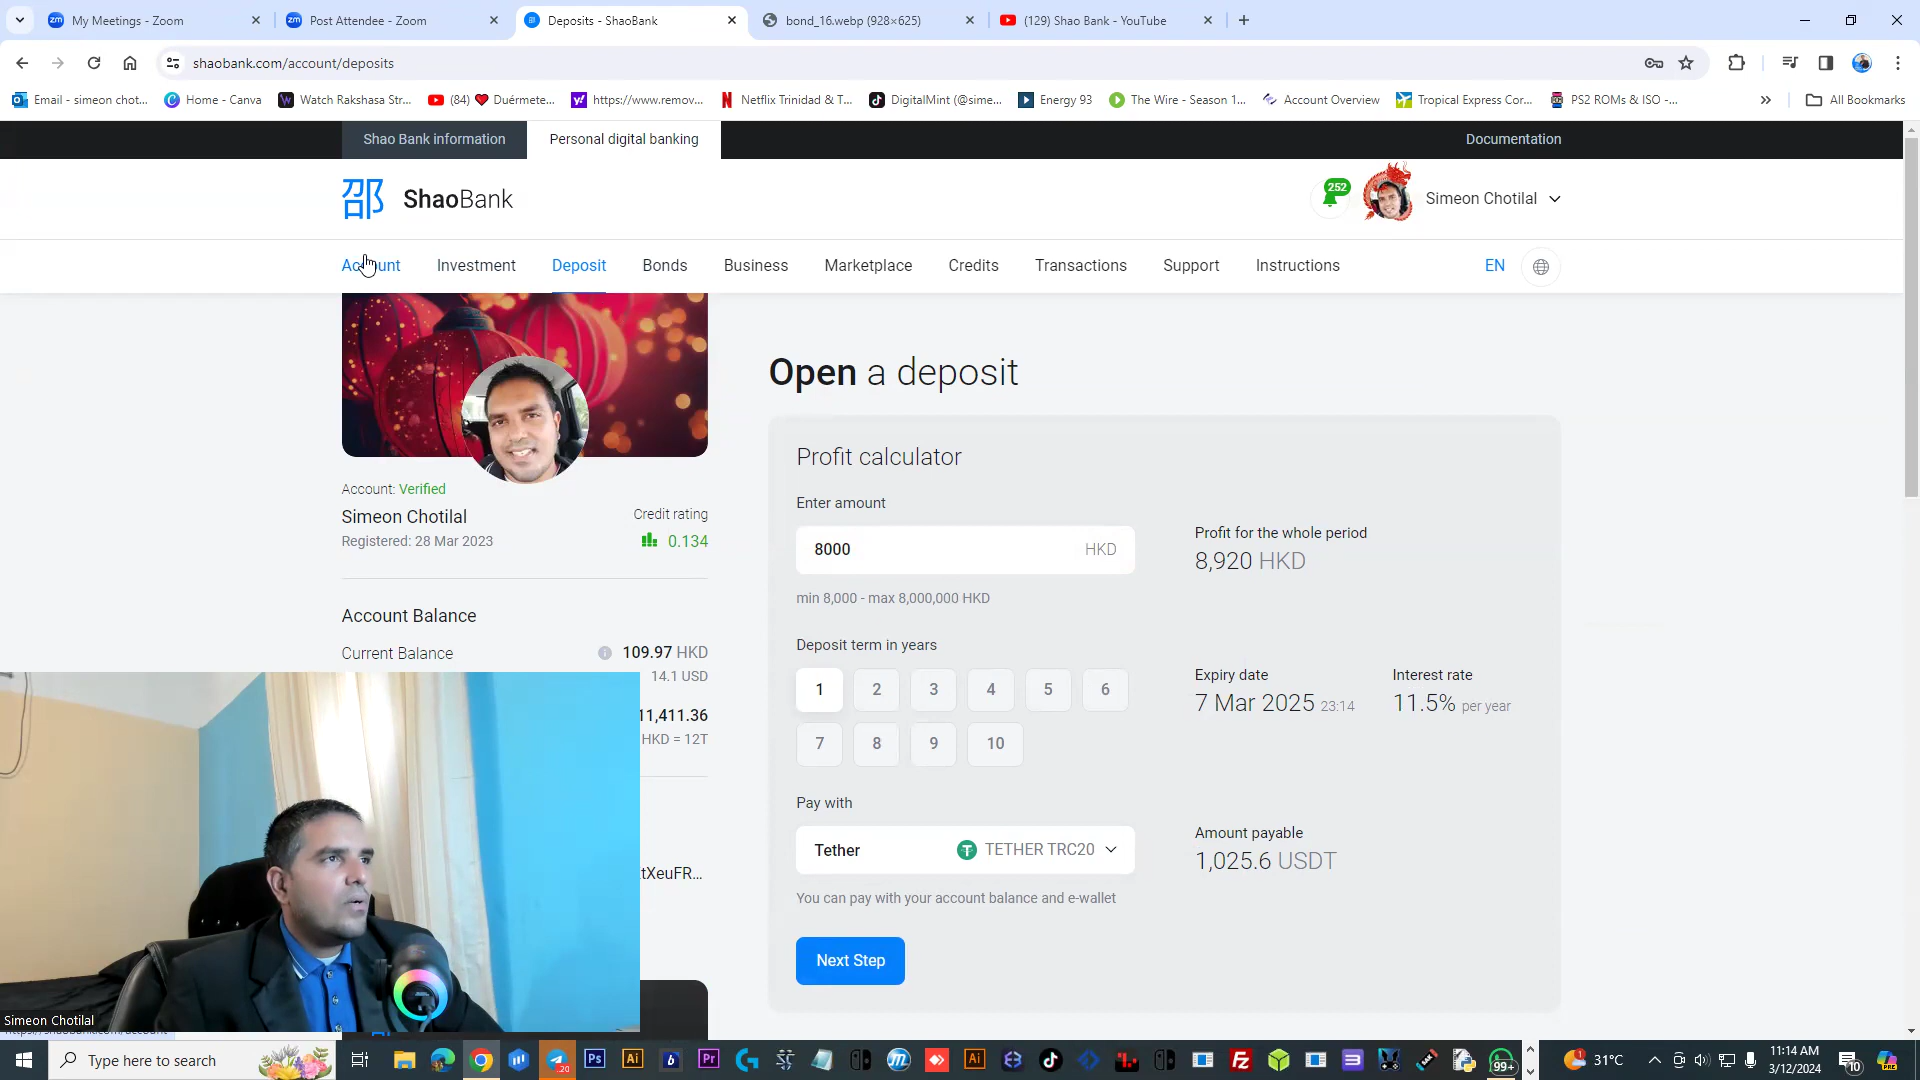 My Meetings - Zoom
Post Attendee - Zoom
Deposits - ShaoBank
bond_16.webp (928×625)
(129) Shao Bank - YouTube
shaobank.com/account/deposits
Email - simeon chot...
Home - Canva
Watch Rakshasa Str...
(84) ❤ Duérmete...
https://www.remov...
Netflix Trinidad & T...
DigitalMint (@sime...
Energy 93
The Wire - Season 1...
Account Overview
Tropical Express Cor...
PS2 ROMs & ISO -...
All Bookmarks
Shao Bank information
Personal digital banking
Documentation
邵 ShaoBank
252
Simeon Chotilal
Account
Investment
Deposit
Bonds
Business
Marketplace
Credits
Transactions
Support
Instructions
EN
Account: Verified
Simeon Chotilal
Registered: 28 Mar 2023
Credit rating
0.134
Account Balance
Current Balance
109.97 HKD
14.1 USD
11,411.36
HKD = 12T
tXeuFR...
Open a deposit
Profit calculator
Enter amount
8000 HKD
min 8,000 - max 8,000,000 HKD
Profit for the whole period
8,920 HKD
Deposit term in years
1 2 3 4 5 6
7 8 9 10
Expiry date
7 Mar 2025 23:14
Interest rate
11.5% per year
Pay with
Tether TETHER TRC20
You can pay with your account balance and e-wallet
Amount payable
1,025.6 USDT
Next Step
Simeon Chotilal
Type here to search
31°C
11:14 AM
3/12/2024